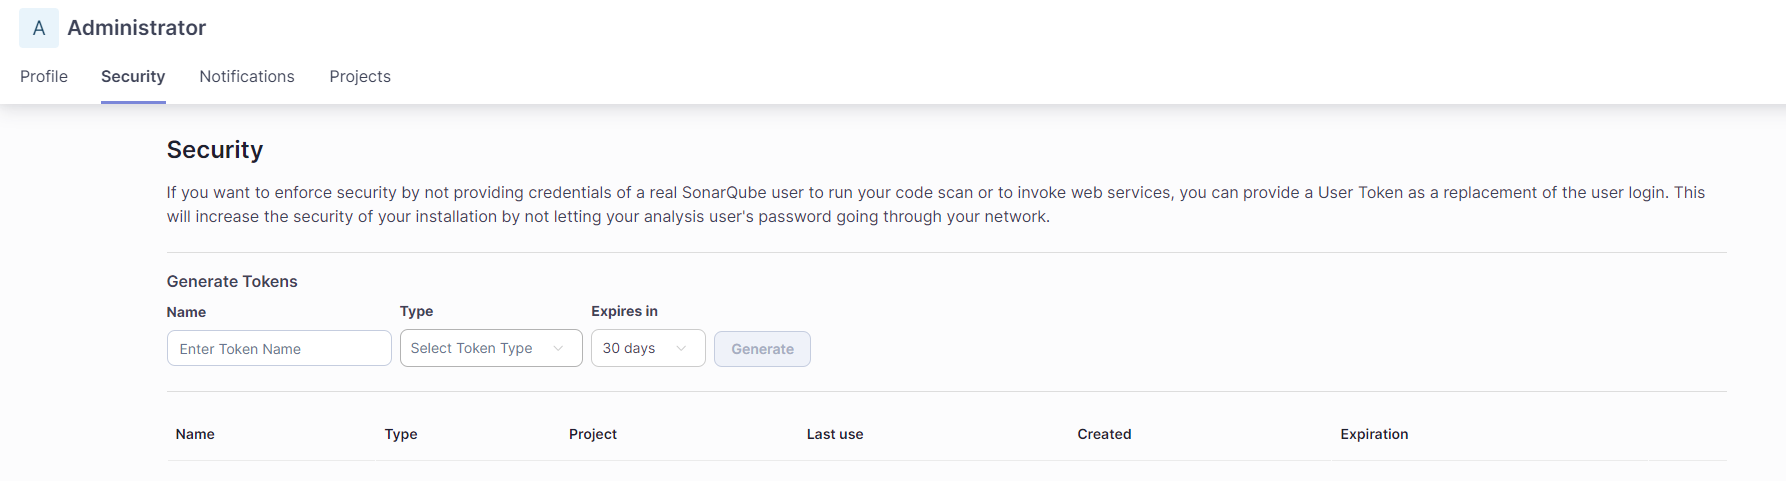 A Administrator
Profile Security Notifications Projects
Security
If you want to enforce security by not providing credentials of a real SonarQube user to run your code scan or to invoke web services, you can provide a User Token as a replacement of the user login. This
will increase the security of your installation by not letting your analysis user's password going through your network.
Generate Tokens
Name Type Expires in
Enter Token Name Select Token Type 30 days Generate
Name Type Project Last use Created Expiration